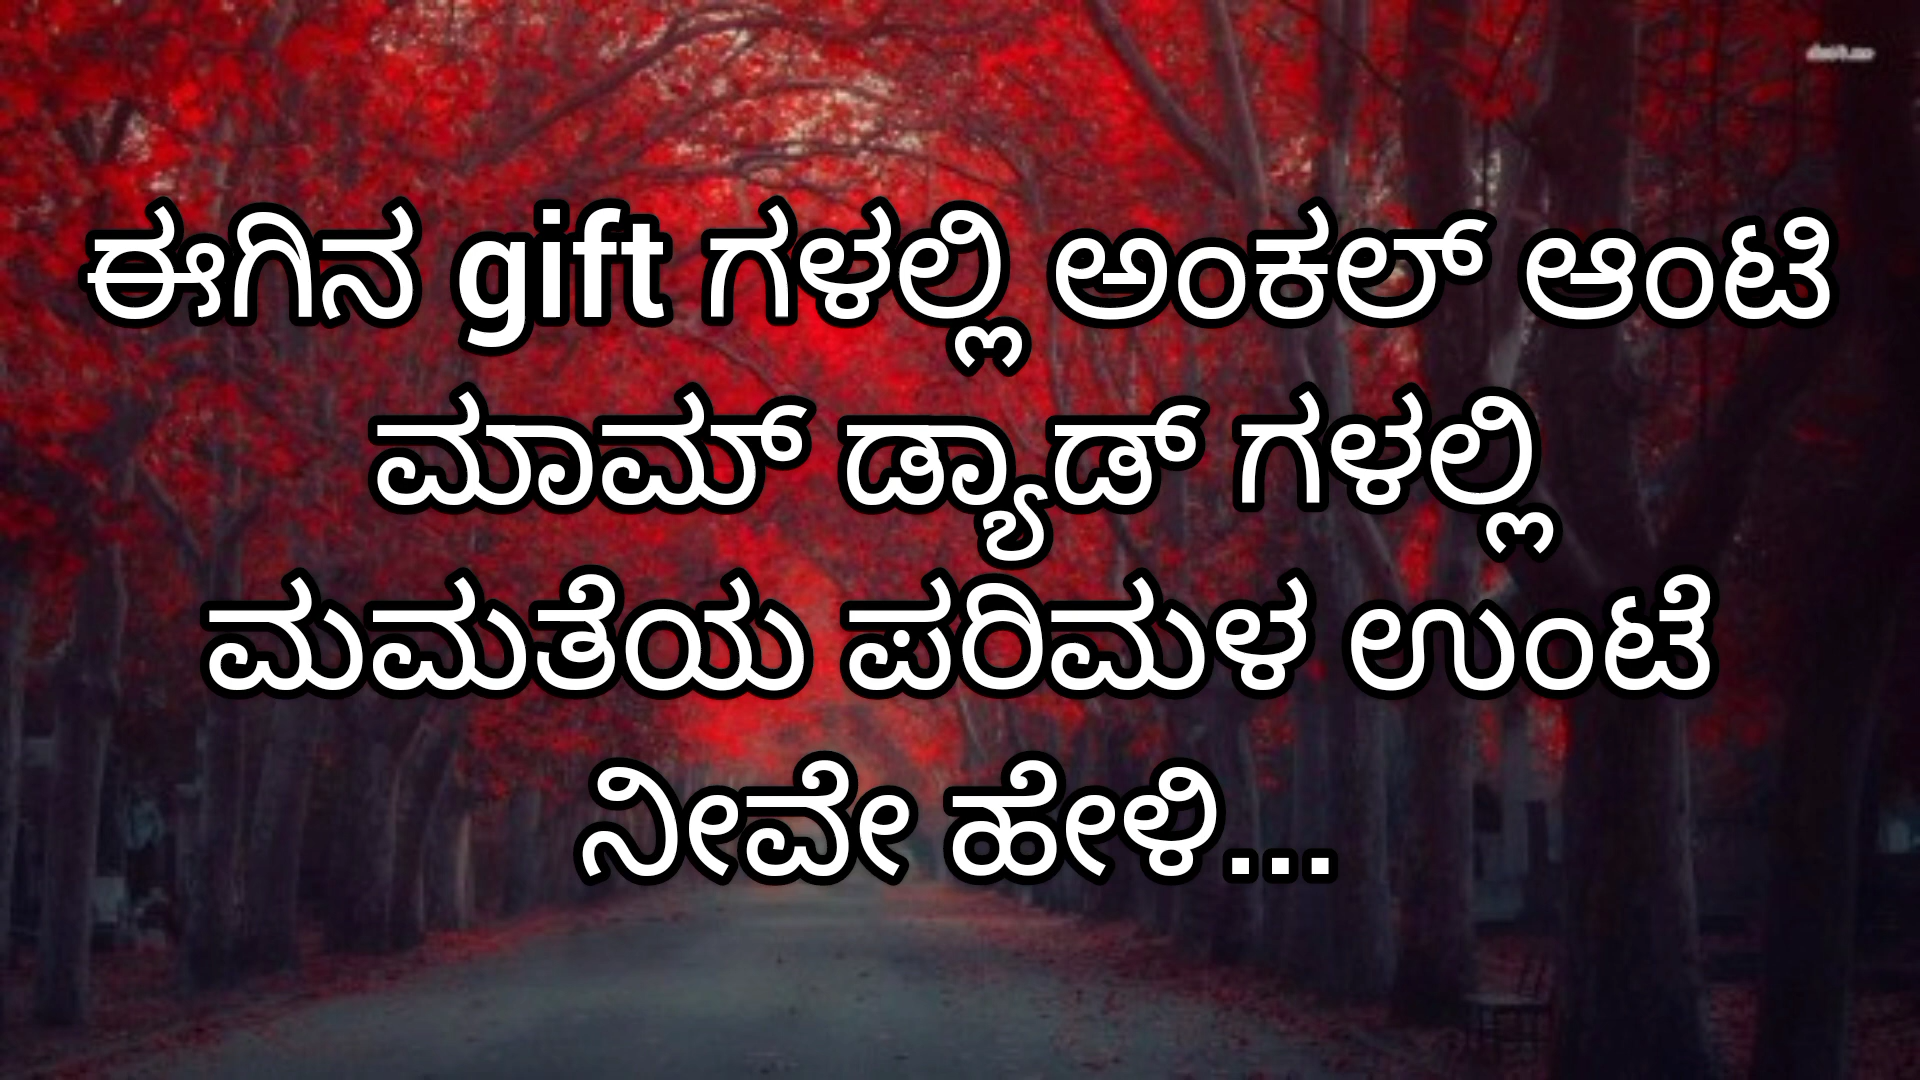 ಈಗಿನ gift ಗಳಲ್ಲಿ ಅಂಕಲ್ ಆಂಟಿ
ಮಾಮ್ ಡ್ಯಾಡ್ ಗಳಲ್ಲಿ
ಮಮತೆಯ ಪರಿಮಳ ಉಂಟೆ
ನೀವೇ ಹೇಳಿ...